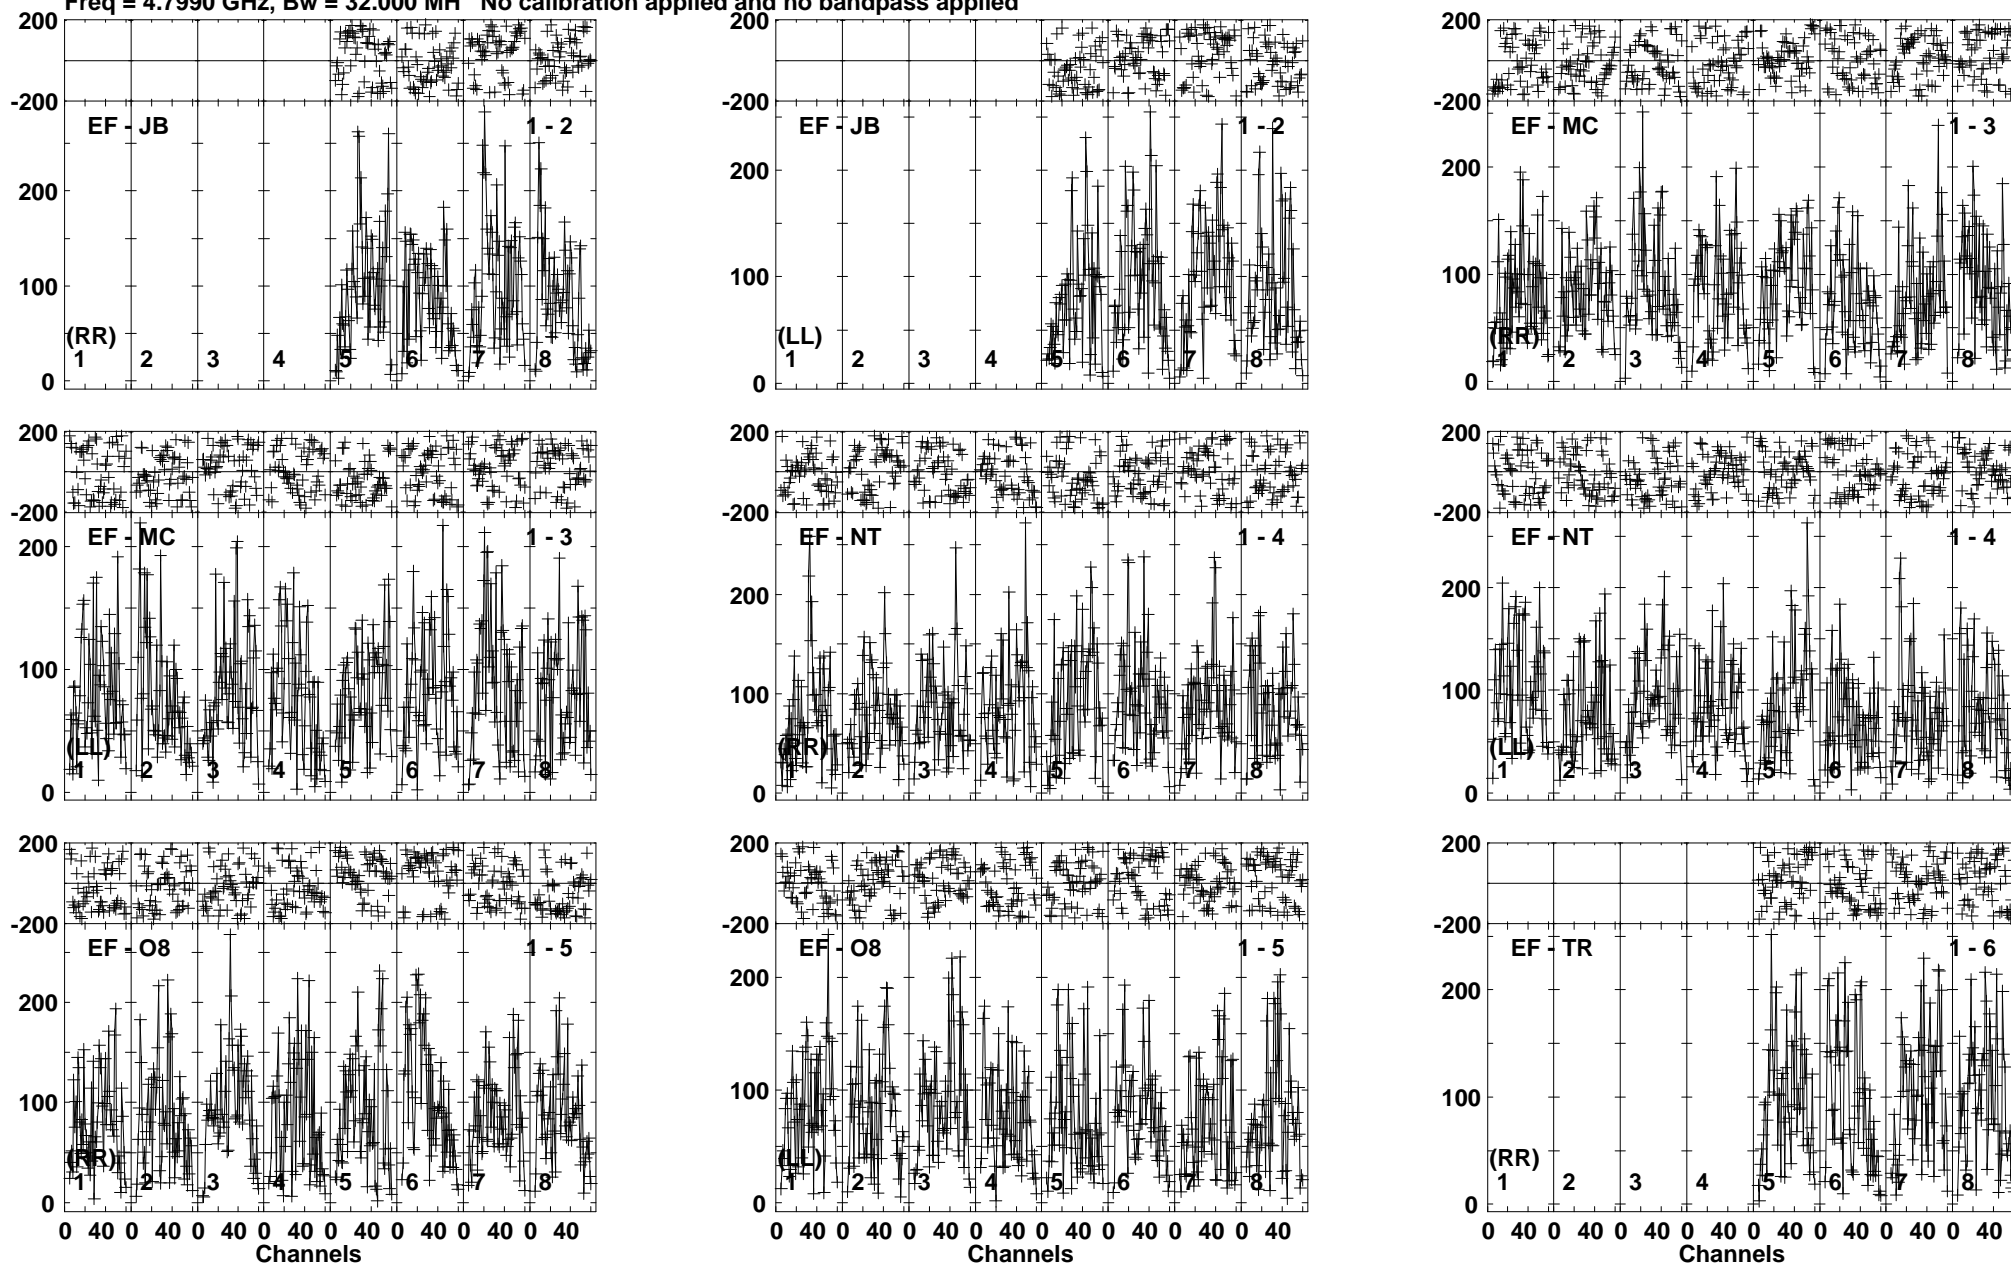 Freq = 4.7990 GHz, Bw = 32.000 MH No calibration applied and no bandpass applied
200 200 200
-200 -200 -200
EF - JB 1 - 2 EF - JB 1 - 2 EF - MC 1 - 3
200 200 200
100 100 100
(RR) (LL) (RR)
1 2 3 4 5 6 7 8 1 2 3 4 5 6 7 8 1 2 3 4 5 6 7 8
0 0 0
200 200 200
-200 -200 -200
EF - MC 1 - 3 EF - NT 1 - 4 EF - NT 1 - 4
200 200 200
100 100 100
(LL) (RR) (LL)
1 2 3 4 5 6 7 8 1 2 3 4 5 6 7 8 1 2 3 4 5 6 7 8
0 0 0
200 200 200
-200 -200 -200
EF - O8 1 - 5 EF - O8 1 - 5 EF - TR 1 - 6
200 200 200
100 100 100
(RR) (LL) (RR)
1 2 3 4 5 6 7 8 1 2 3 4 5 6 7 8 1 2 3 4 5 6 7 8
0 0 0
0 40 0 40 0 40 0 40 0 40 0 40 0 40 0 40 0 40 0 40 0 40 0 40 0 40 0 40 0 40 0 40 0 40 0 40 0 40 0 40 0 40 0 40 0 40 0 40
Channels Channels Channels